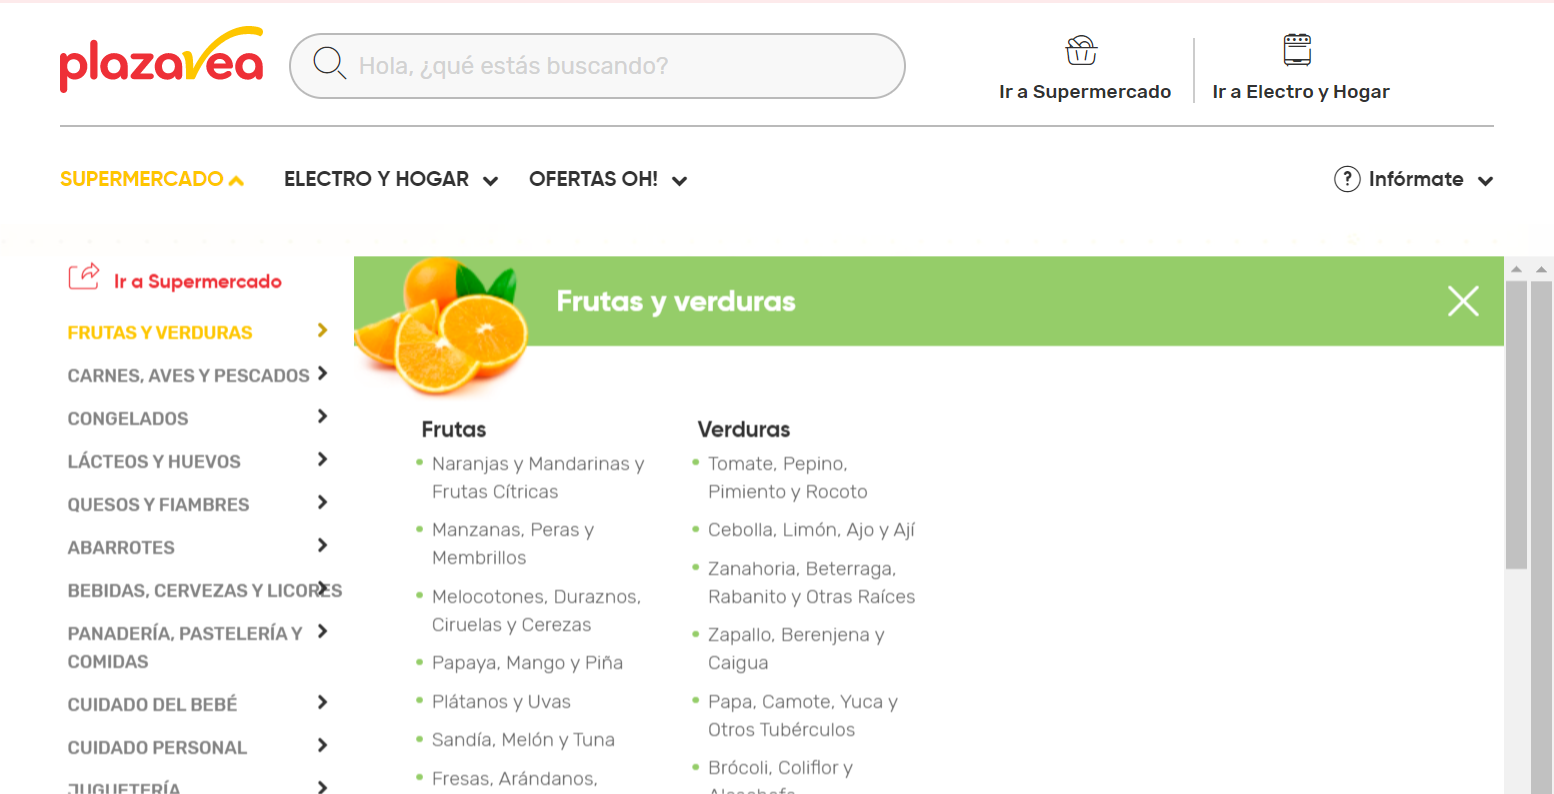 plazavea
Hola, ¿qué estás buscando?
Ir a Supermercado
Ir a Electro y Hogar
SUPERMERCADO
ELECTRO Y HOGAR
OFERTAS OH!
? Infórmate
Ir a Supermercado
FRUTAS Y VERDURAS
CARNES, AVES Y PESCADOS
CONGELADOS
LÁCTEOS Y HUEVOS
QUESOS Y FIAMBRES
ABARROTES
BEBIDAS, CERVEZAS Y LICORES
PANADERÍA, PASTELERÍA Y
COMIDAS
CUIDADO DEL BEBÉ
CUIDADO PERSONAL
JUGUETERÍA
Frutas y verduras
Frutas
Naranjas y Mandarinas y
Frutas Cítricas
Manzanas, Peras y
Membrillos
Melocotones, Duraznos,
Ciruelas y Cerezas
Papaya, Mango y Piña
Plátanos y Uvas
Sandía, Melón y Tuna
Fresas, Arándanos,
Verduras
Tomate, Pepino,
Pimiento y Rocoto
Cebolla, Limón, Ajo y Ají
Zanahoria, Beterraga,
Rabanito y Otras Raíces
Zapallo, Berenjena y
Caigua
Papa, Camote, Yuca y
Otros Tubérculos
Brócoli, Coliflor y